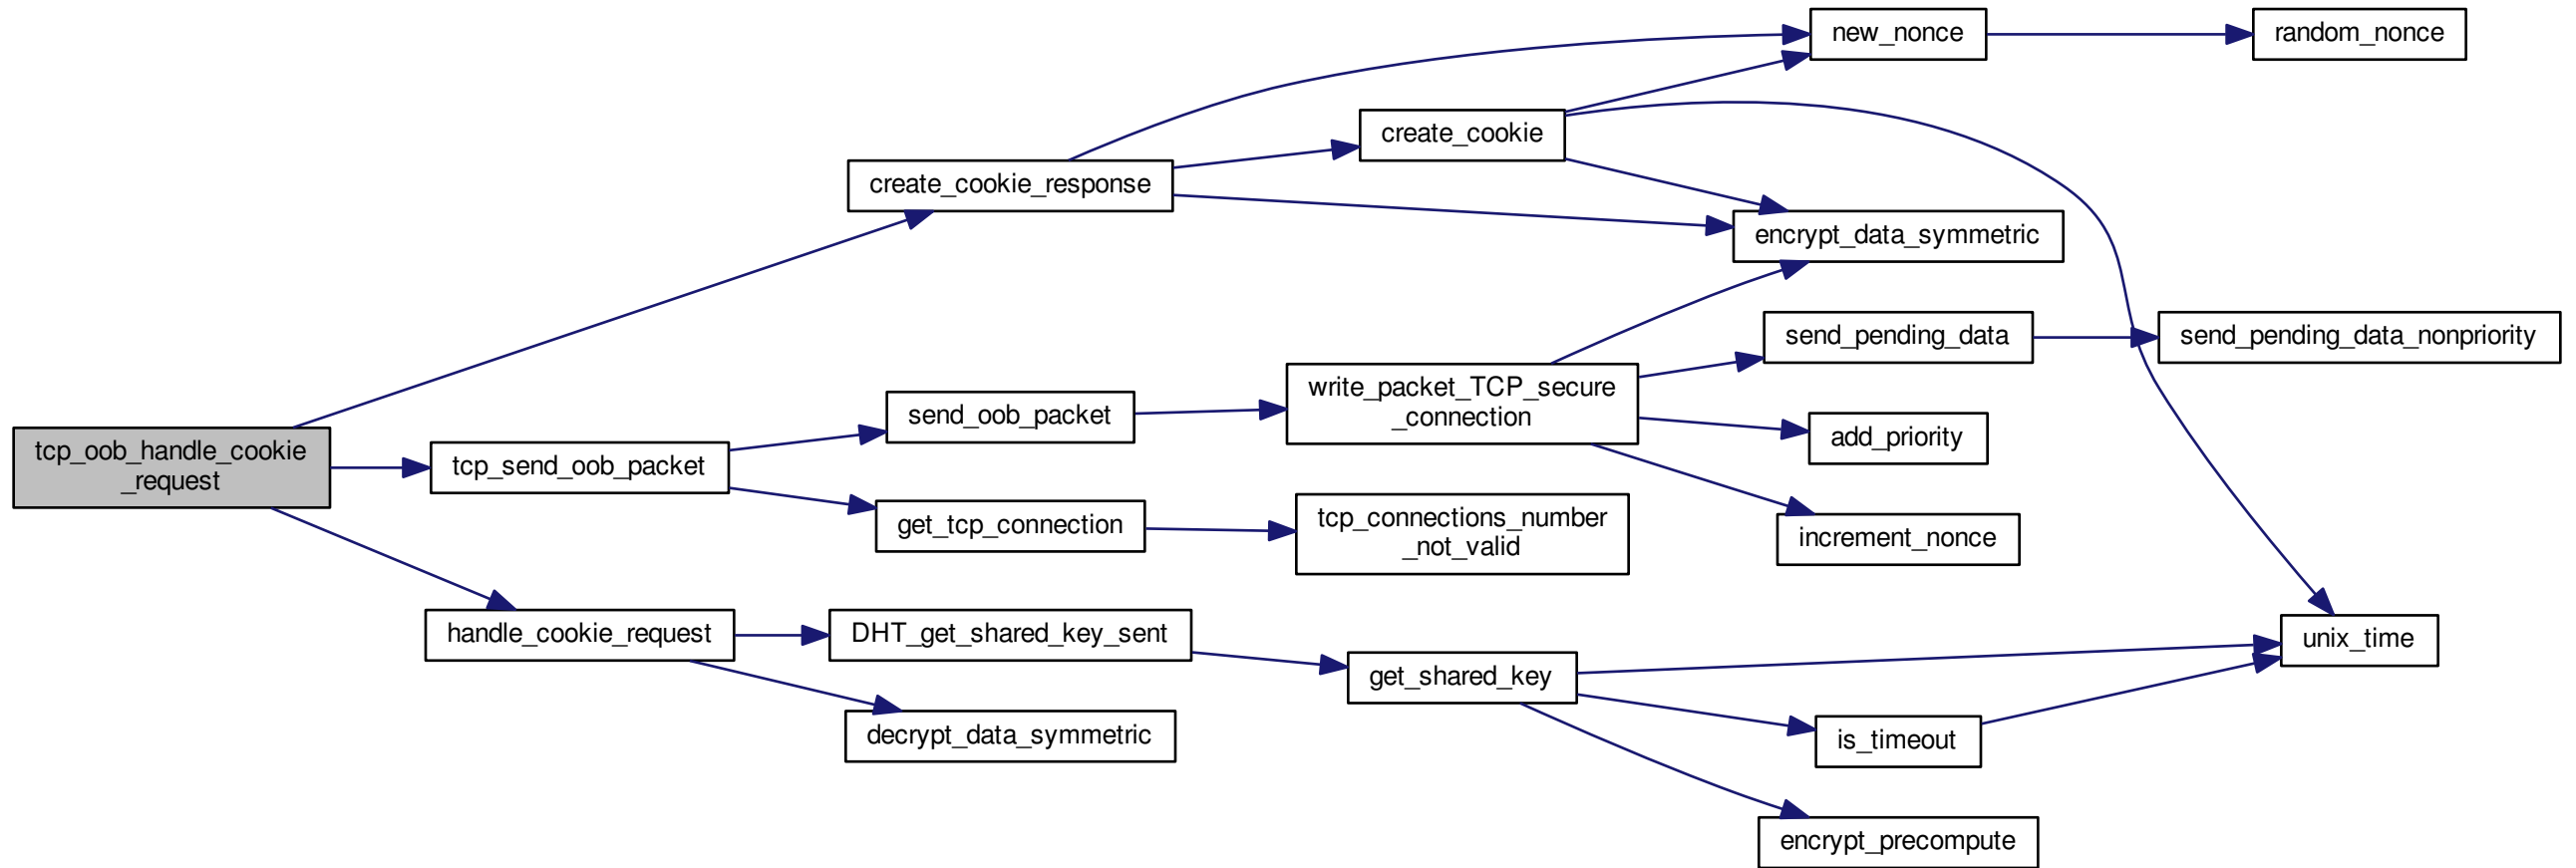 new_nonce
random_nonce
create_cookie
create_cookie_response
encrypt_data_symmetric
send_pending_data
send_pending_data_nonpriority
write_packet_TCP_secure
_connection
send_oob_packet
add_priority
tcp_oob_handle_cookie
_request
tcp_send_oob_packet
get_tcp_connection
tcp_connections_number
_not_valid
increment_nonce
handle_cookie_request
DHT_get_shared_key_sent
unix_time
get_shared_key
decrypt_data_symmetric
is_timeout
encrypt_precompute